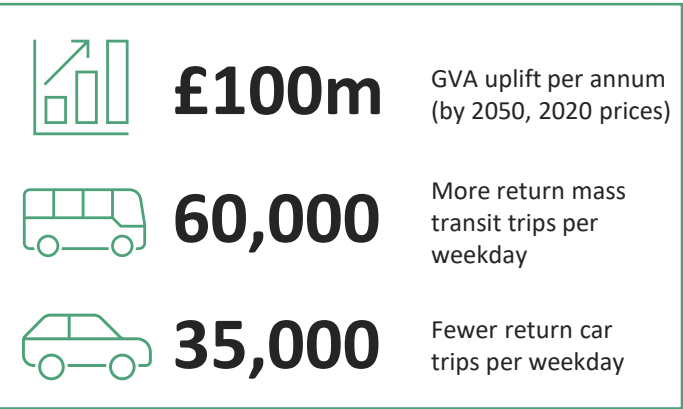 £100m
GVA uplift per annum
(by 2050, 2020 prices)
60,000
More return mass
transit trips per
weekday
35,000
Fewer return car
trips per weekday